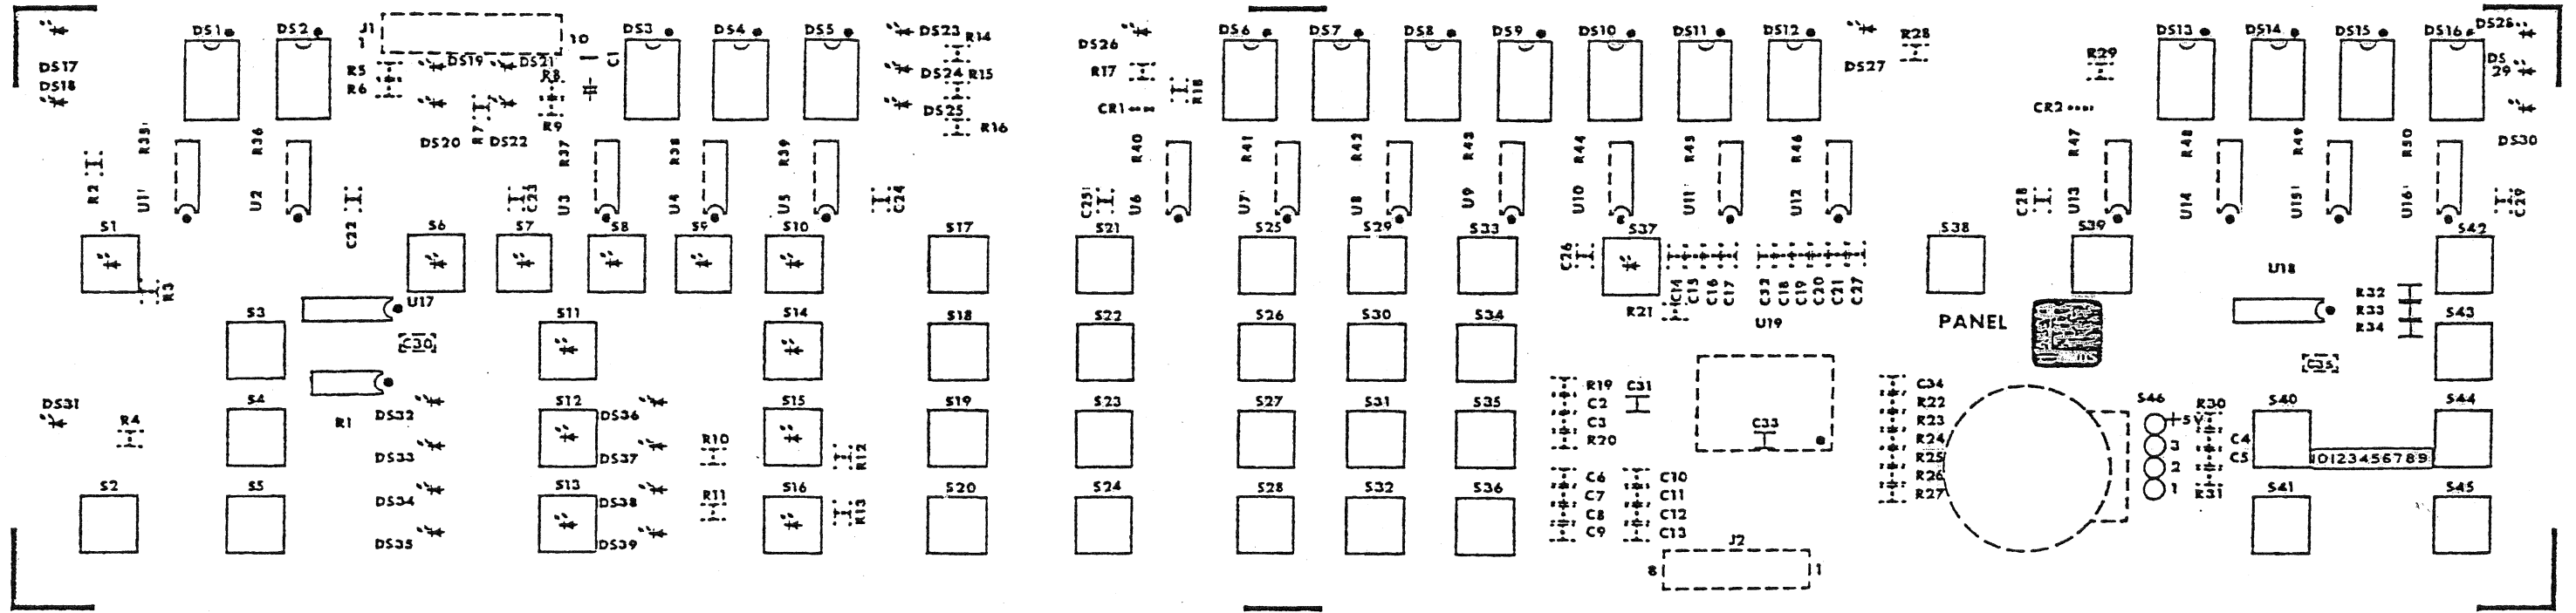 DS1 DS2 J1 DS3 DS4 DS5 DS23 R14 DS26 DS6 DS7 DS8 DS9 DS10 DS11 DS12 R28 DS13 DS14 DS15 DS16 DS28
1 10
DS17 R5 DS19 DS21 R8 C1 DS24 R15 R17 R18 DS27 R29 DS 29
DS18 R6 DS25 CR1 CR2
R7 R9 R16
R35 R36 DS20 DS22 R37 R38 R39 R40 R41 R42 R43 R44 R45 R46 R47 R48 R49 R50 DS30
R2 U1 U2 C23 U3 U4 U5 C24 C25 U6 U7 U8 U9 U10 U11 U12 C28 U13 U14 U15 U16 C29
S1 C22 S6 S7 S8 S9 S10 S17 S21 S25 S29 S33 C26 S37 S38 S39 S42
R3 C14 C15 C16 C17 C32 C18 C19 C20 C21 C27 U18
U17 R32
S3 S11 S14 S18 S22 S26 S30 S34 R21 U19 PANEL R33 S43
C30 R34
C35
R19 C31 C34
DS31 S4 DS32 S12 DS36 S15 S19 S23 S27 S31 S35 C2 R22 S46 R30 S40 S44
R4 R1 C3 C33 R23 +5V
R10 R20 R24 3 C4
DS33 DS37 R12 R25 2 C5 10123456789
S2 S5 DS34 S13 DS38 R11 S16 R13 S20 S24 S28 S32 S36 C6 C10 R26 1 R31 S41 S45
C7 C11 R27
C8 C12
DS35 DS39 C9 C13
J2
8 1